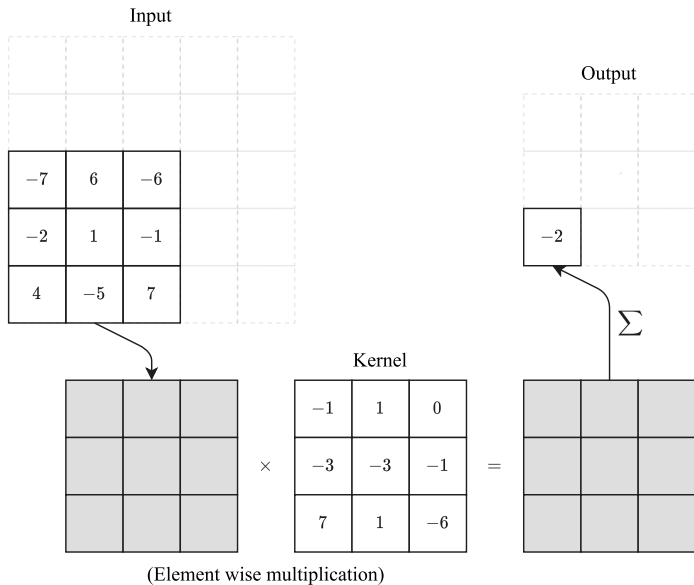 Input
Output
−7 6 −6
−2 1 −1
−2
4 −5 7
∑
Kernel
−1 1 0
× −3 −3 −1 =
7 1 −6
(Element wise multiplication)